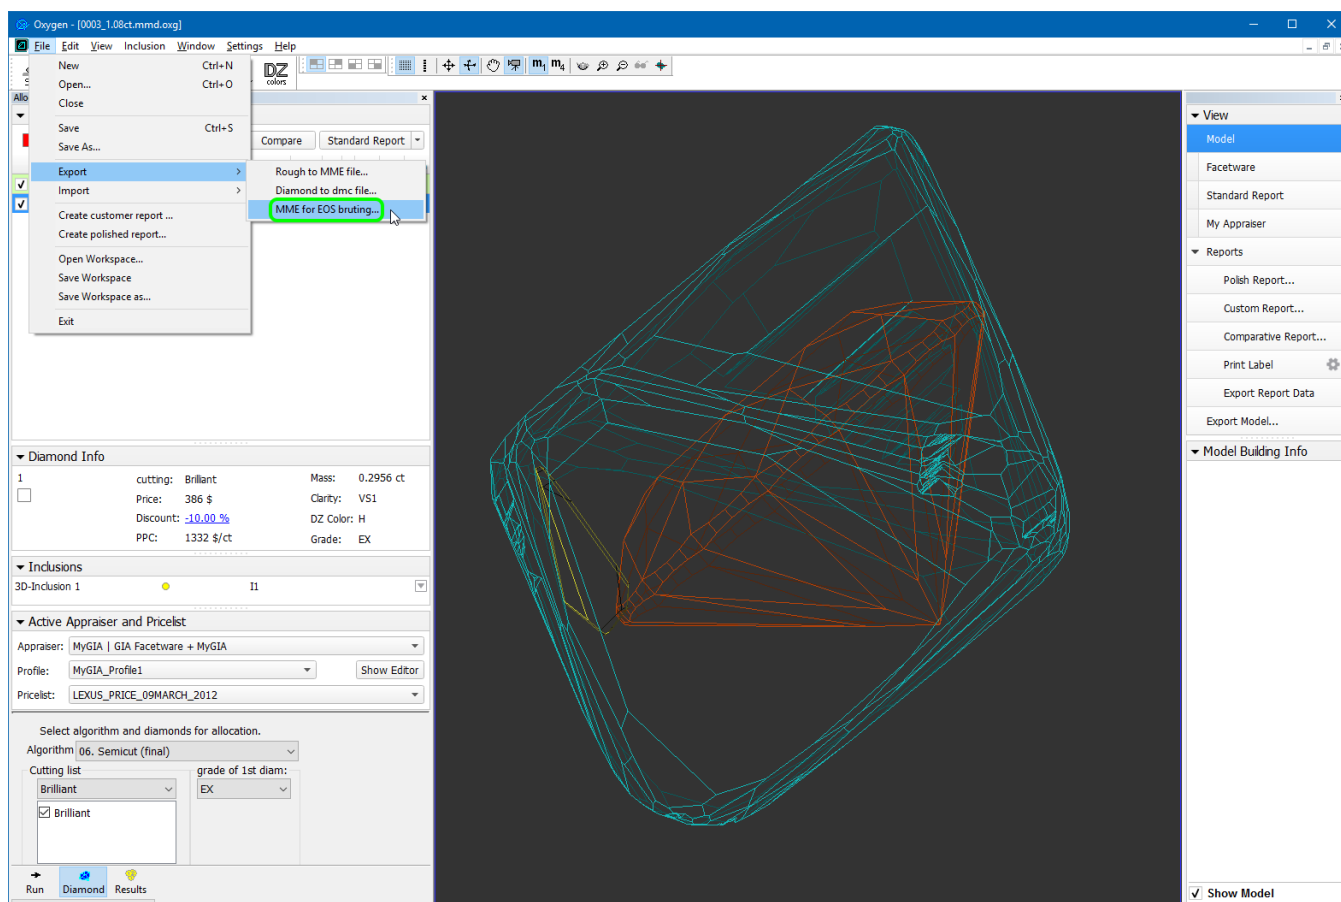 Oxygen - [0003_1.08ct.mmd.oxg]
File Edit View Inclusion Window Settings Help
New Ctrl+N
Open... Ctrl+O
Close
Save Ctrl+S
Save As...
Export
Import
Create customer report ...
Create polished report...
Open Workspace...
Save Workspace
Save Workspace as...
Exit
Rough to MME file...
Diamond to dmc file...
MME for EOS bruting...
DZ
colors
m1 m4
Allo
Compare Standard Report
Diamond Info
1
cutting: Brilliant Mass: 0.2956 ct
Price: 386 $ Clarity: VS1
Discount: -10.00 % DZ Color: H
PPC: 1332 $/ct Grade: EX
Inclusions
3D-Inclusion 1 I1
Active Appraiser and Pricelist
Appraiser: MyGIA | GIA Facetware + MyGIA
Profile: MyGIA_Profile1 Show Editor
Pricelist: LEXUS_PRICE_09MARCH_2012
Select algorithm and diamonds for allocation.
Algorithm 06. Semicut (final)
Cutting list grade of 1st diam:
Brilliant EX
Brilliant
Run Diamond Results
View
Model
Facetware
Standard Report
My Appraiser
Reports
Polish Report...
Custom Report...
Comparative Report...
Print Label
Export Report Data
Export Model...
Model Building Info
Show Model